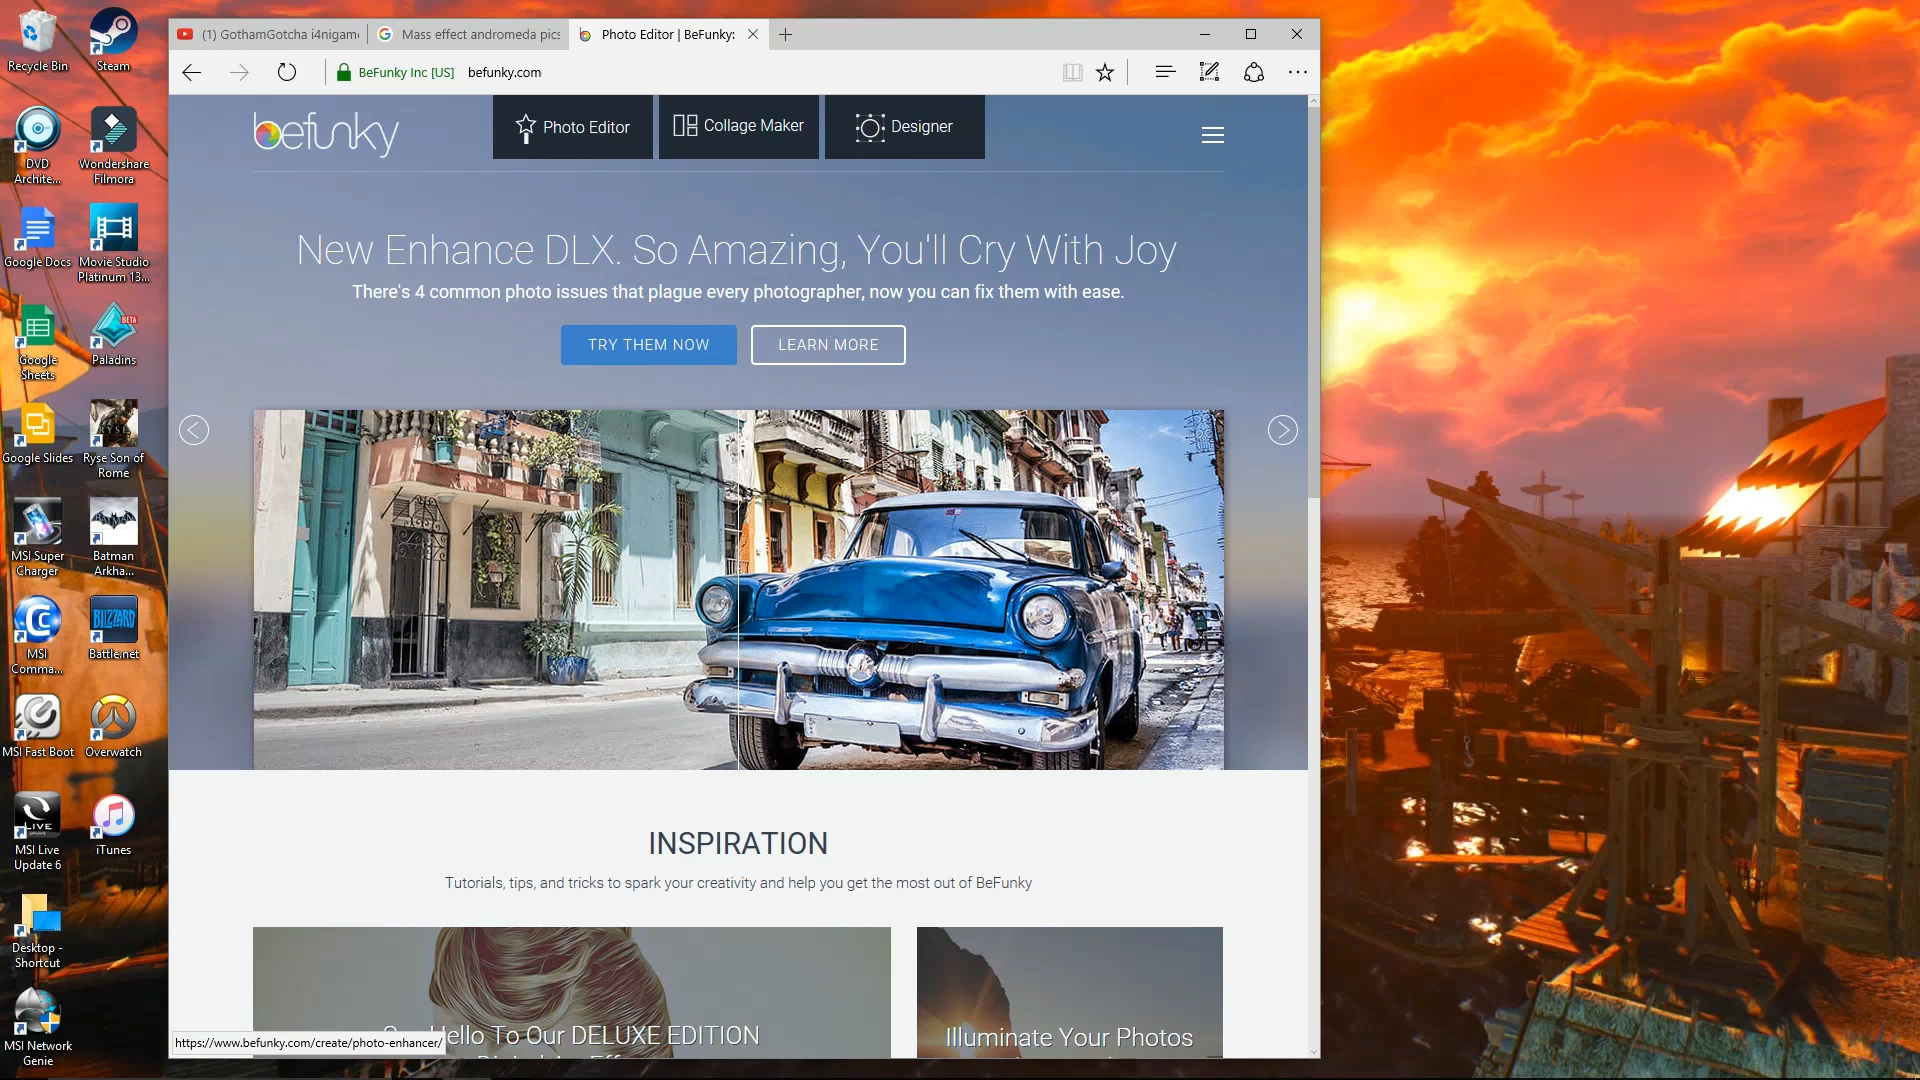 Recycle Bin
Steam
DVD
Archite...
Wondershare
Filmora
Google Docs
Movie Studio
Platinum 13...
Google
Sheets
BETA
Paladins
Google Slides
RYSE
Ryse Son of
Rome
MSI Super
Charger
BATMAN
Batman
Arkha...
MSI
Comma...
BLIZZARD
Battle.net
MSI Fast Boot
Overwatch
LIVE
MSI Live
Update 6
iTunes
Desktop -
Shortcut
MSI Network
Genie
(1) GothamGotcha i4nigam
Mass effect andromeda pics
Photo Editor | BeFunky:
BeFunky Inc [US]
befunky.com
befunky
Photo Editor
Collage Maker
Designer
New Enhance DLX. So Amazing, You'll Cry With Joy
There's 4 common photo issues that plague every photographer, now you can fix them with ease.
TRY THEM NOW
LEARN MORE
INSPIRATION
Tutorials, tips, and tricks to spark your creativity and help you get the most out of BeFunky
Hello To Our DELUXE EDITION
Illuminate Your Photos
https://www.befunky.com/create/photo-enhancer/